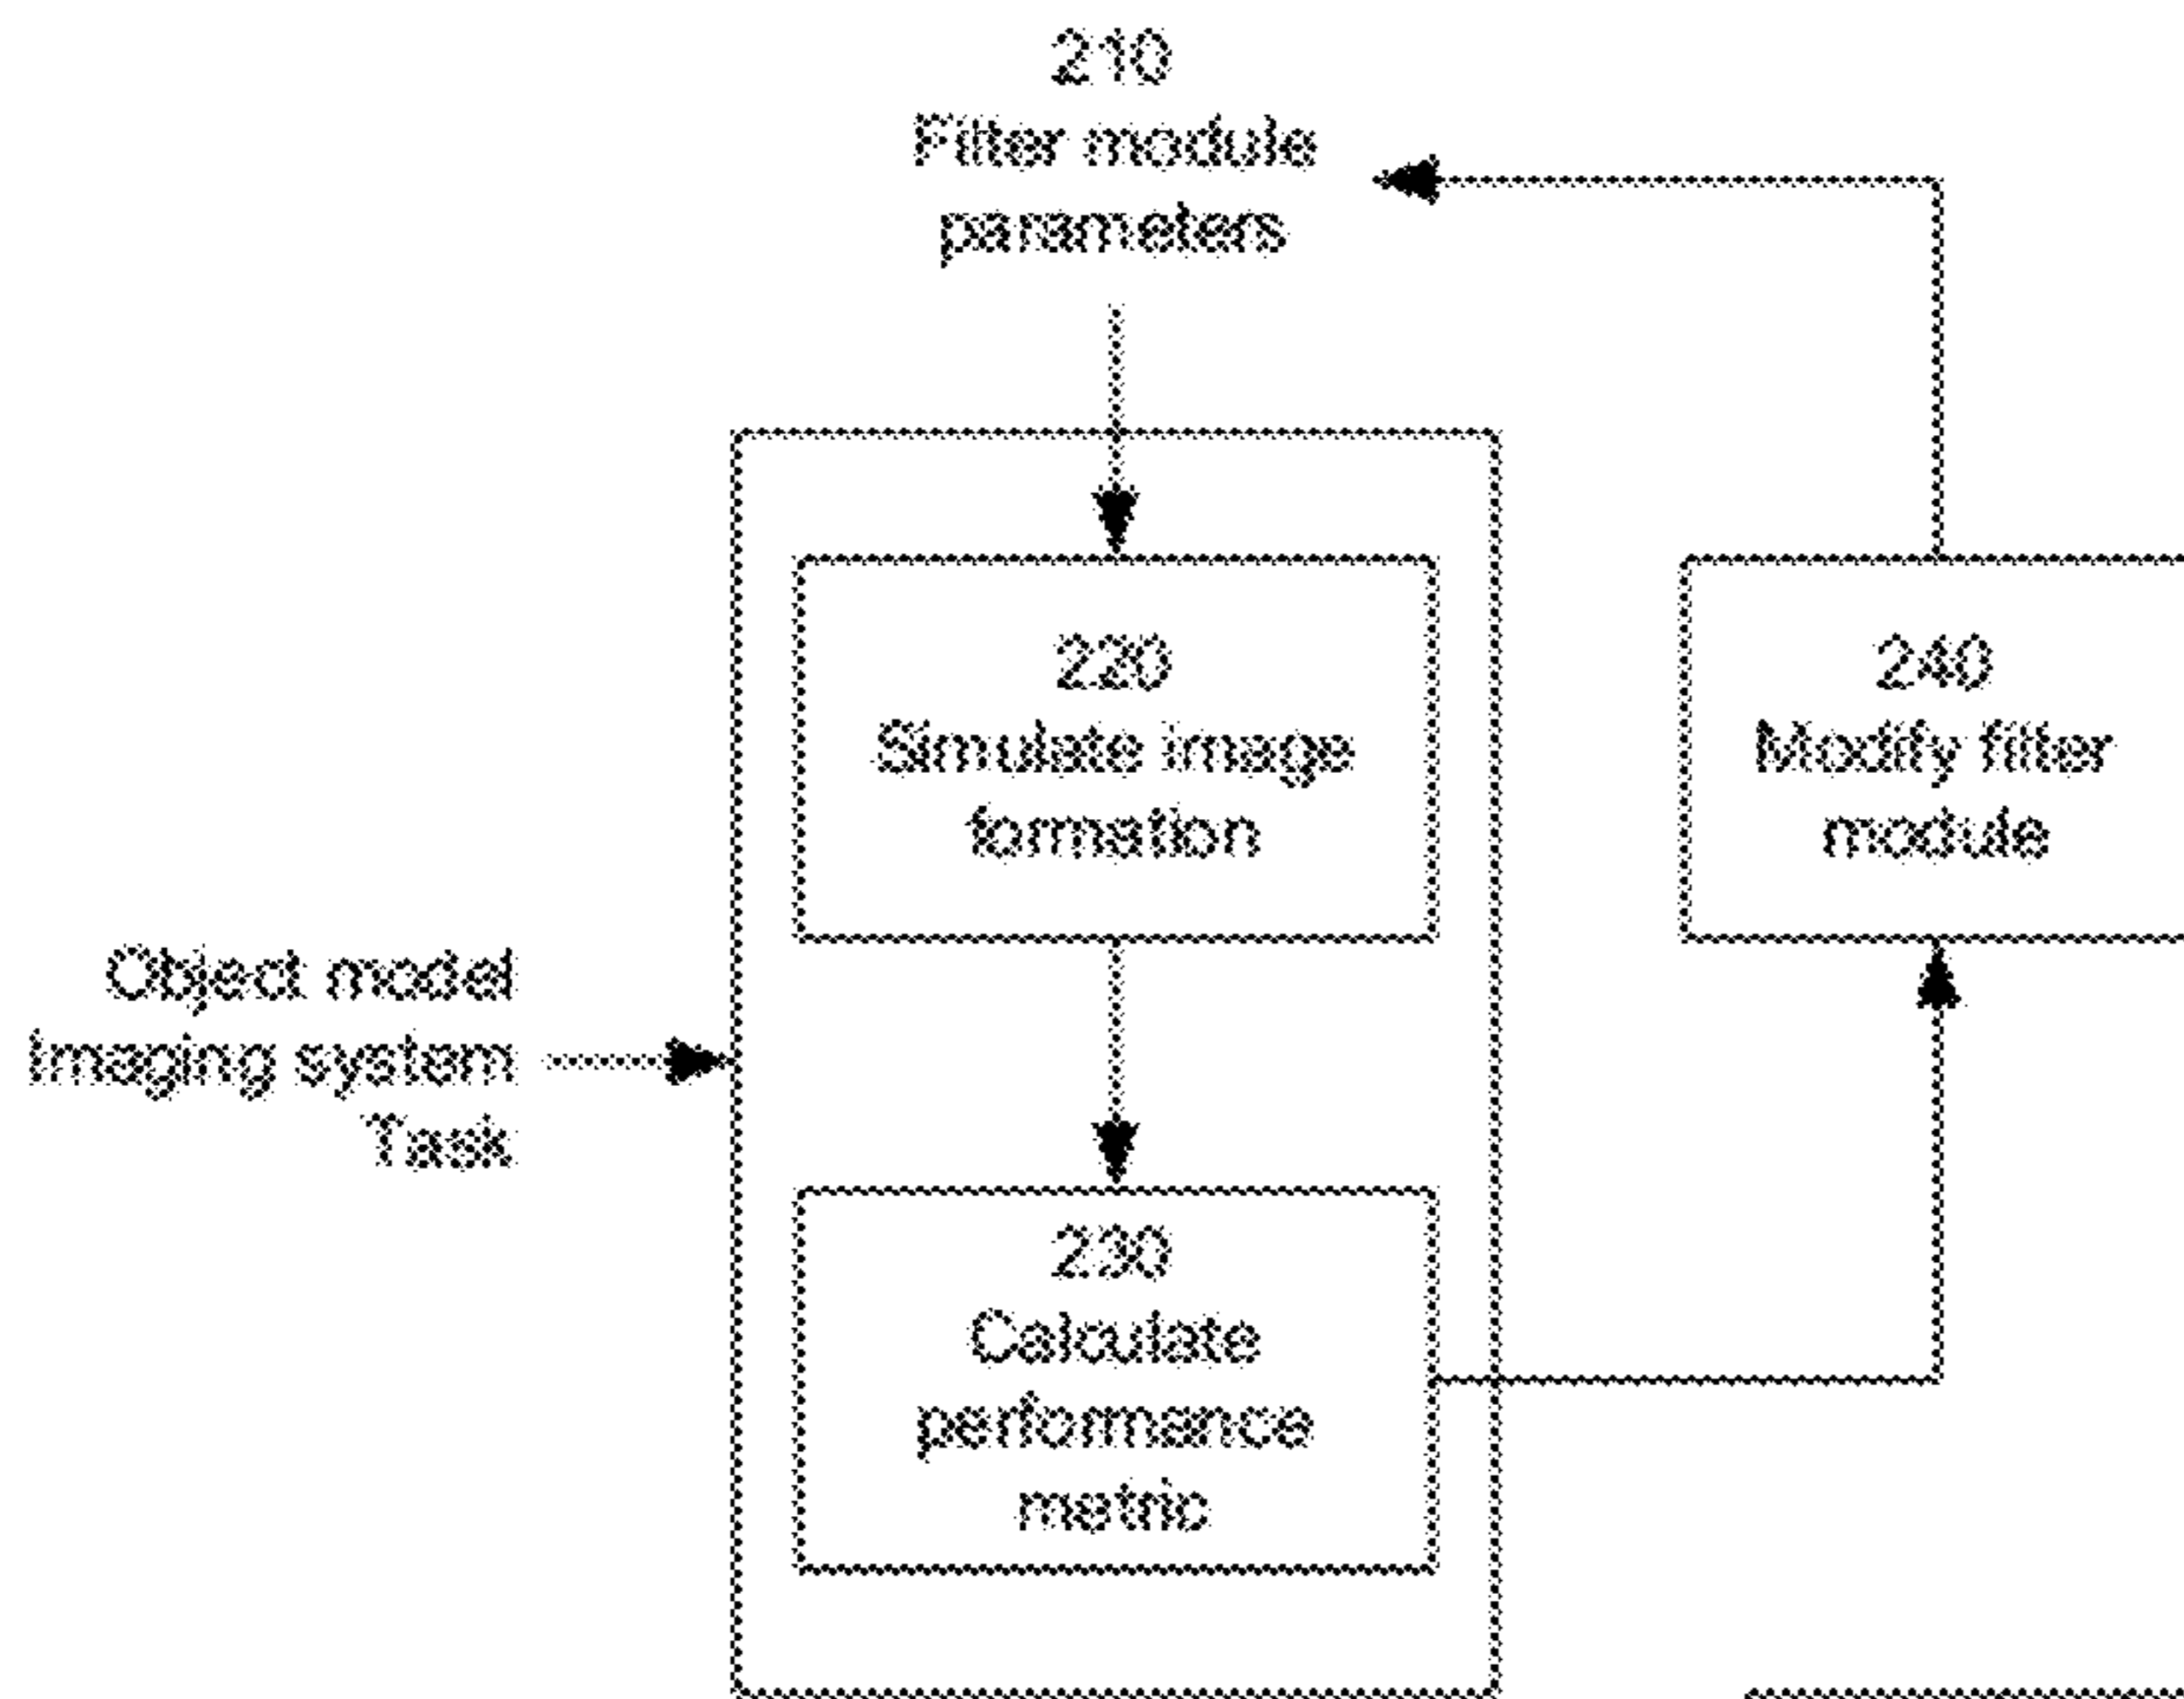 210
Filter module
parameters
220
Simulate image
formation
240
Modify filter
module
Object model
Imaging system
Task
230
Calculate
performance
metric